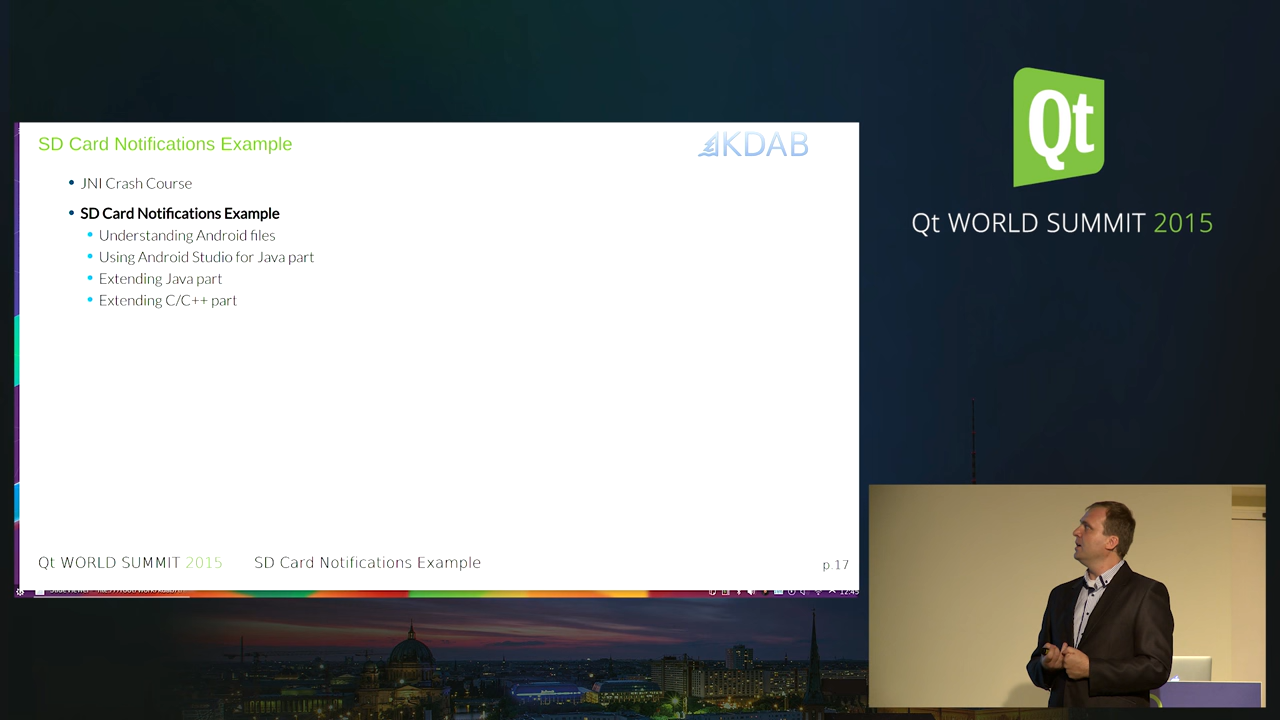 SD Card Notifications Example
KDAB
• JNI Crash Course
• SD Card Notifications Example
• Understanding Android files
• Using Android Studio for Java part
• Extending Java part
• Extending C/C++ part
Qt WORLD SUMMIT 2015 SD Card Notifications Example p.17
Qt
Qt WORLD SUMMIT 2015